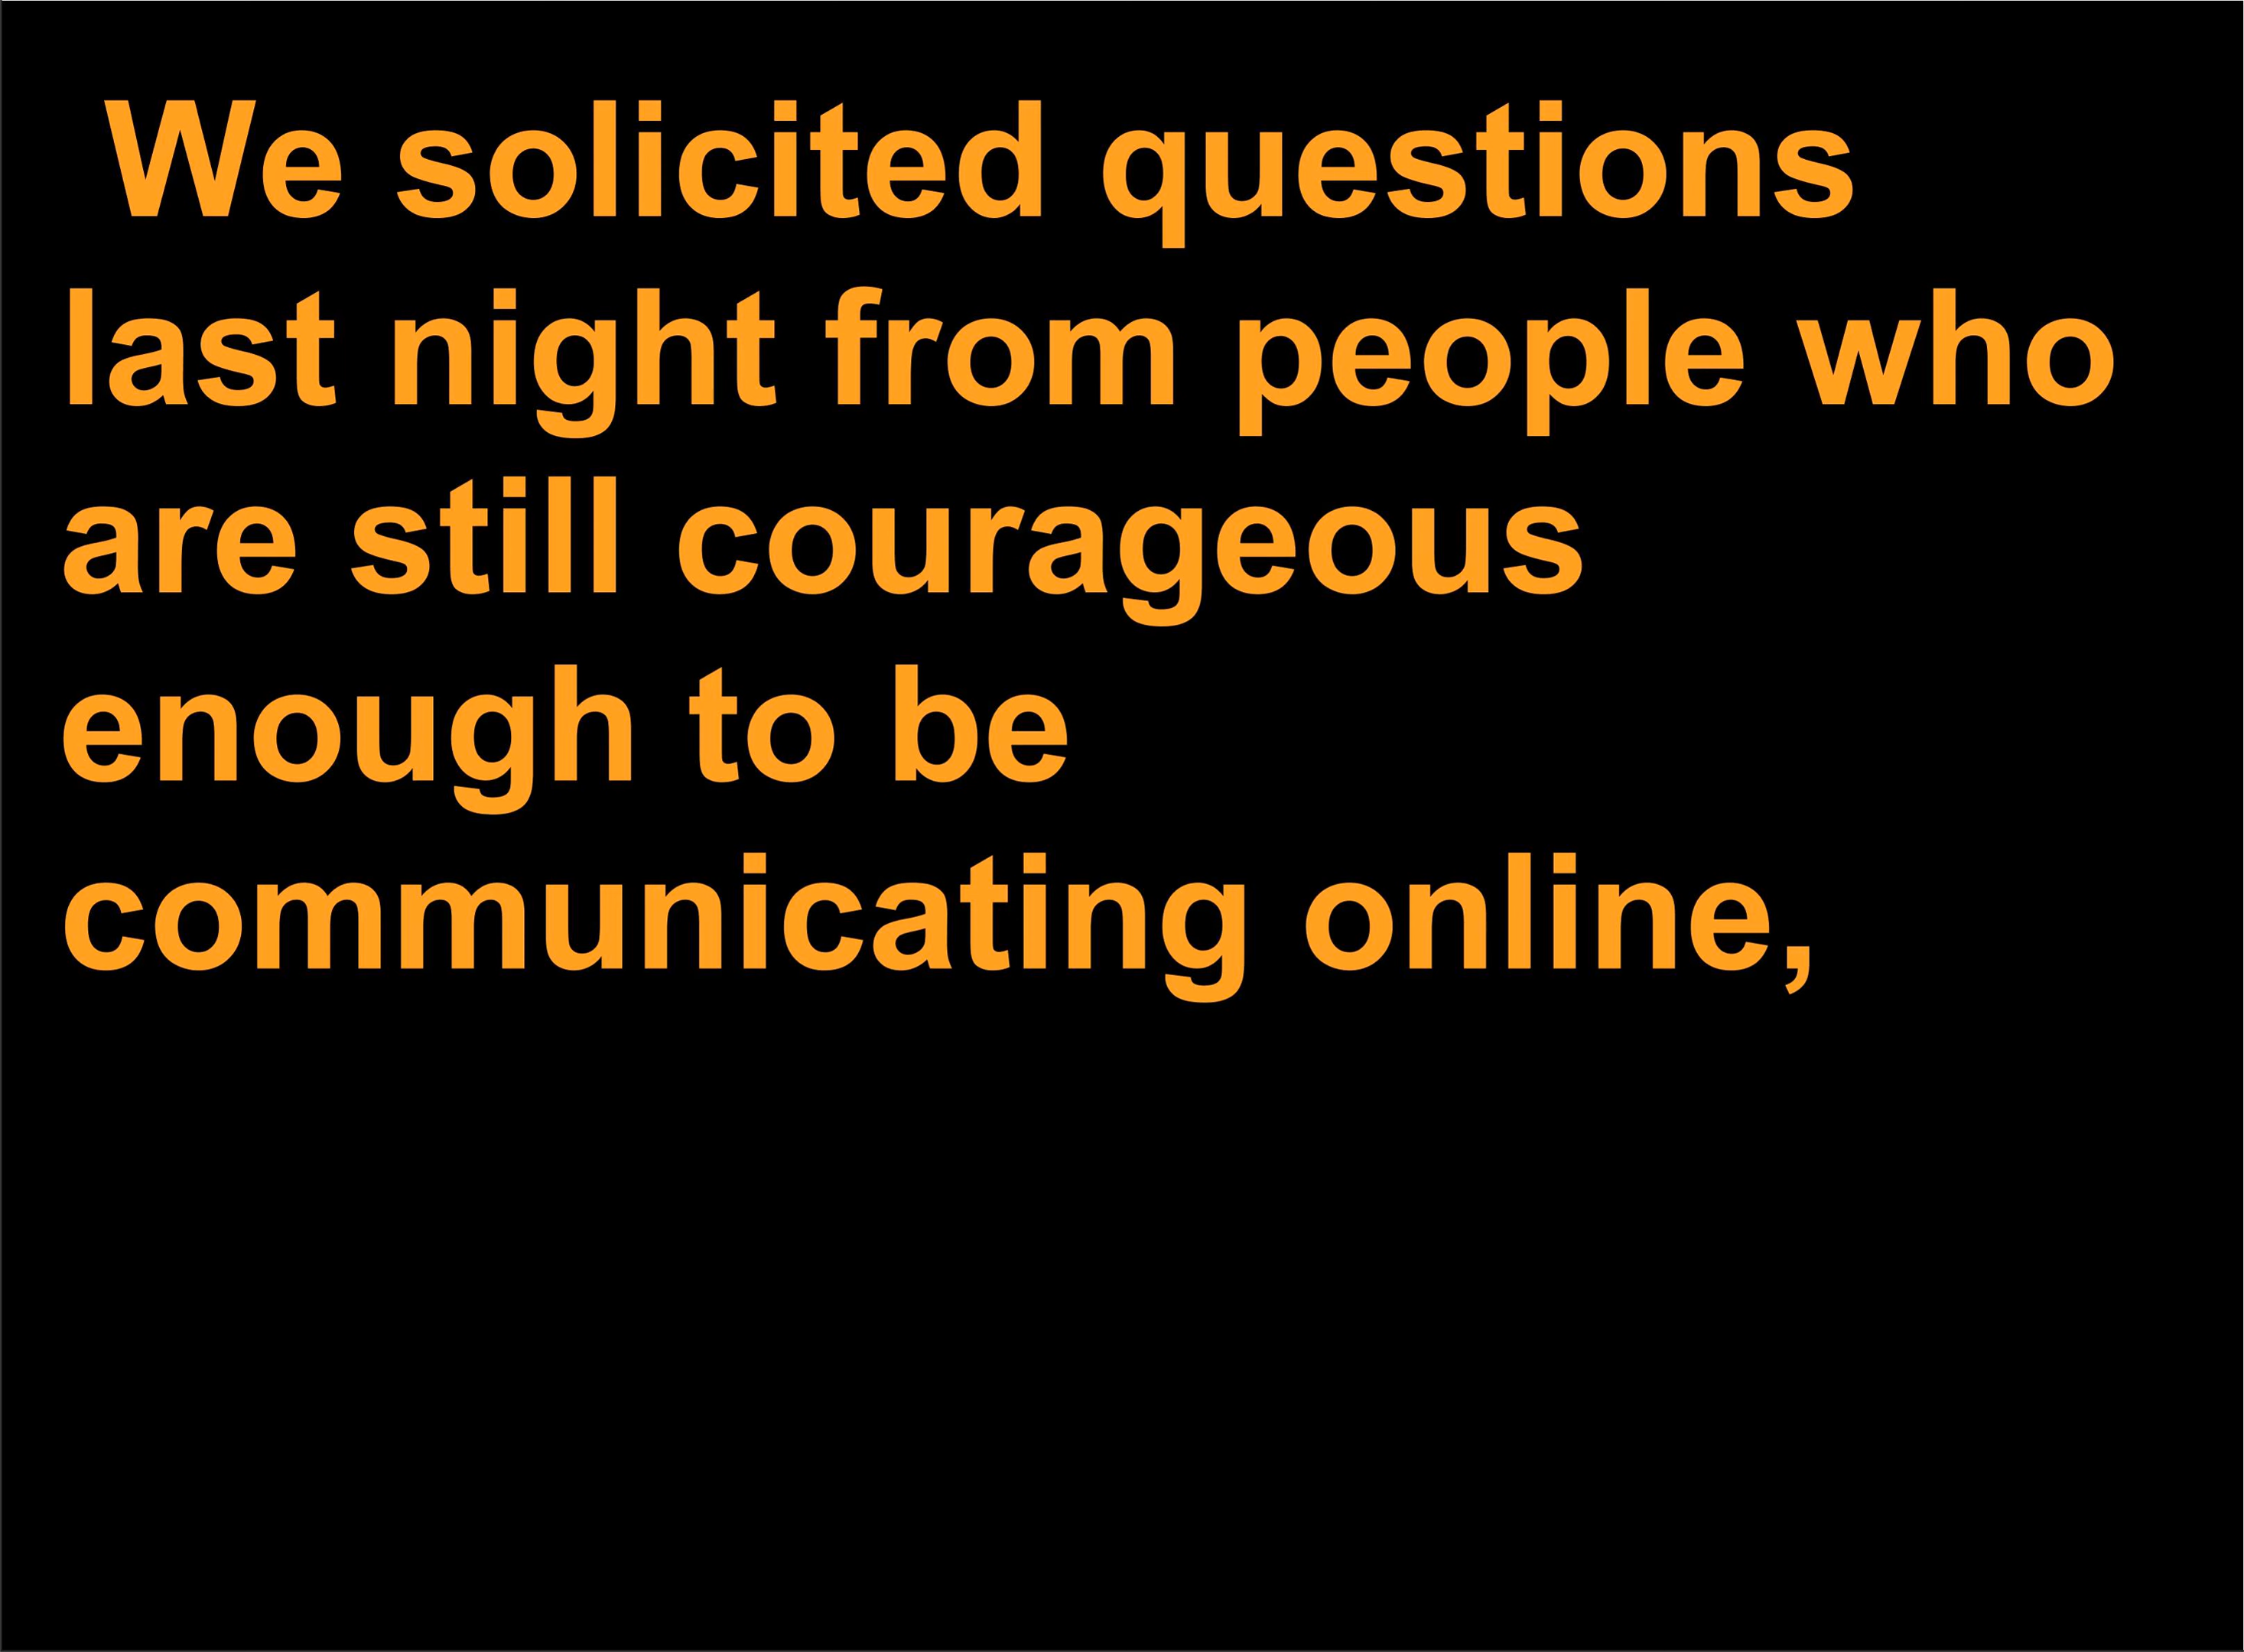 We solicited questions
last night from people who
are still courageous
enough to be
communicating online,